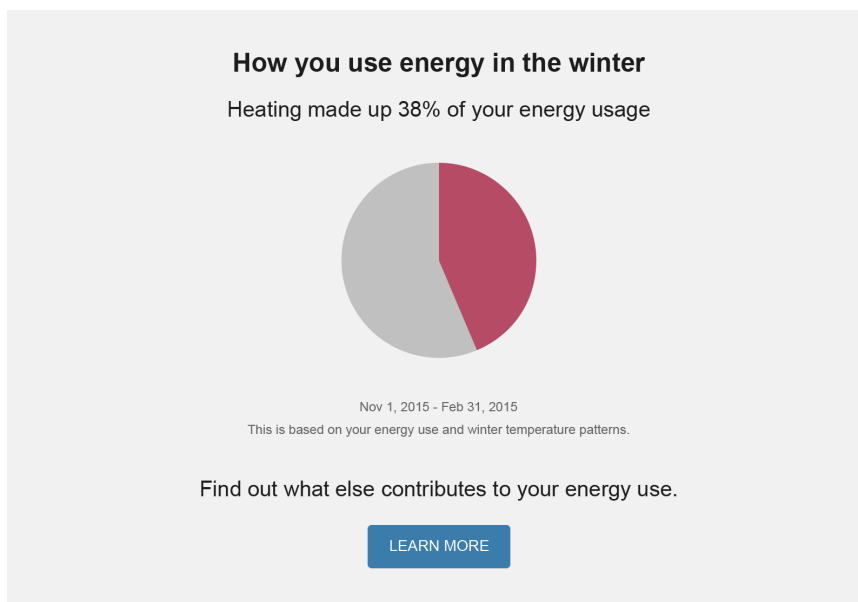 How you use energy in the winter
Heating made up 38% of your energy usage
Nov 1, 2015 - Feb 31, 2015
This is based on your energy use and winter temperature patterns.
Find out what else contributes to your energy use.
LEARN MORE